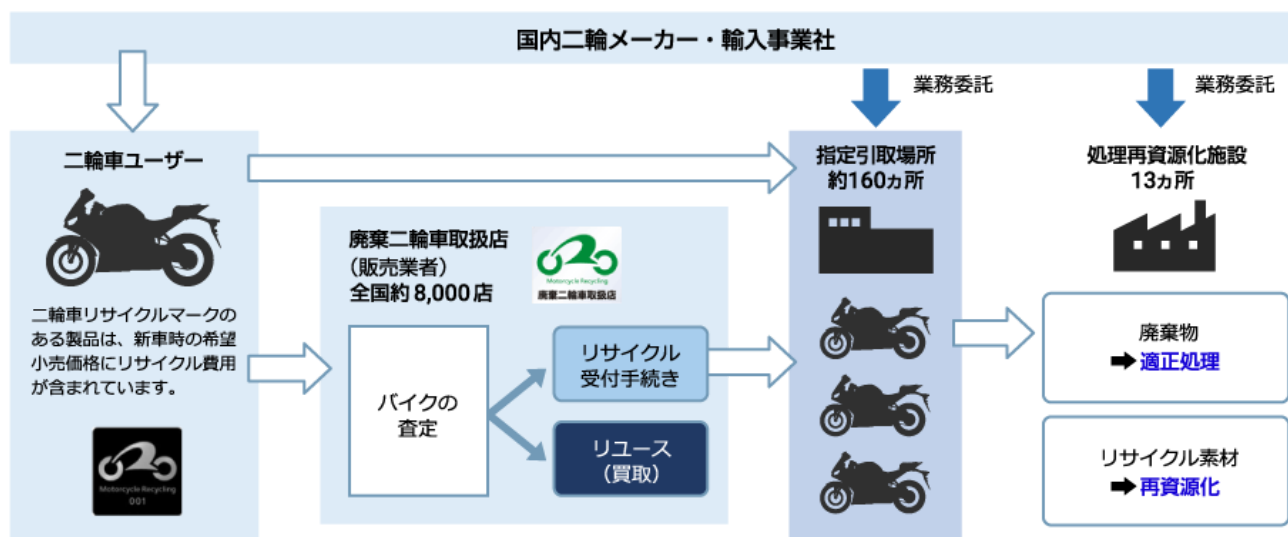 国内二輪メーカー・輸入事業社
業務委託
業務委託
二輪車ユーザー
二輪車リサイクルマークの
ある製品は、新車時の希望
小売価格にリサイクル費用
が含まれています。
Motorcycle Recycling
001
廃棄二輪車取扱店
（販売業者）
全国約8,000店
Motorcycle Recycling
廃棄二輪車取扱店
バイクの
査定
リサイクル
受付手続き
リユース
（買取）
指定引取場所
約160ヵ所
処理再資源化施設
13ヵ所
廃棄物
➡適正処理
リサイクル素材
➡再資源化